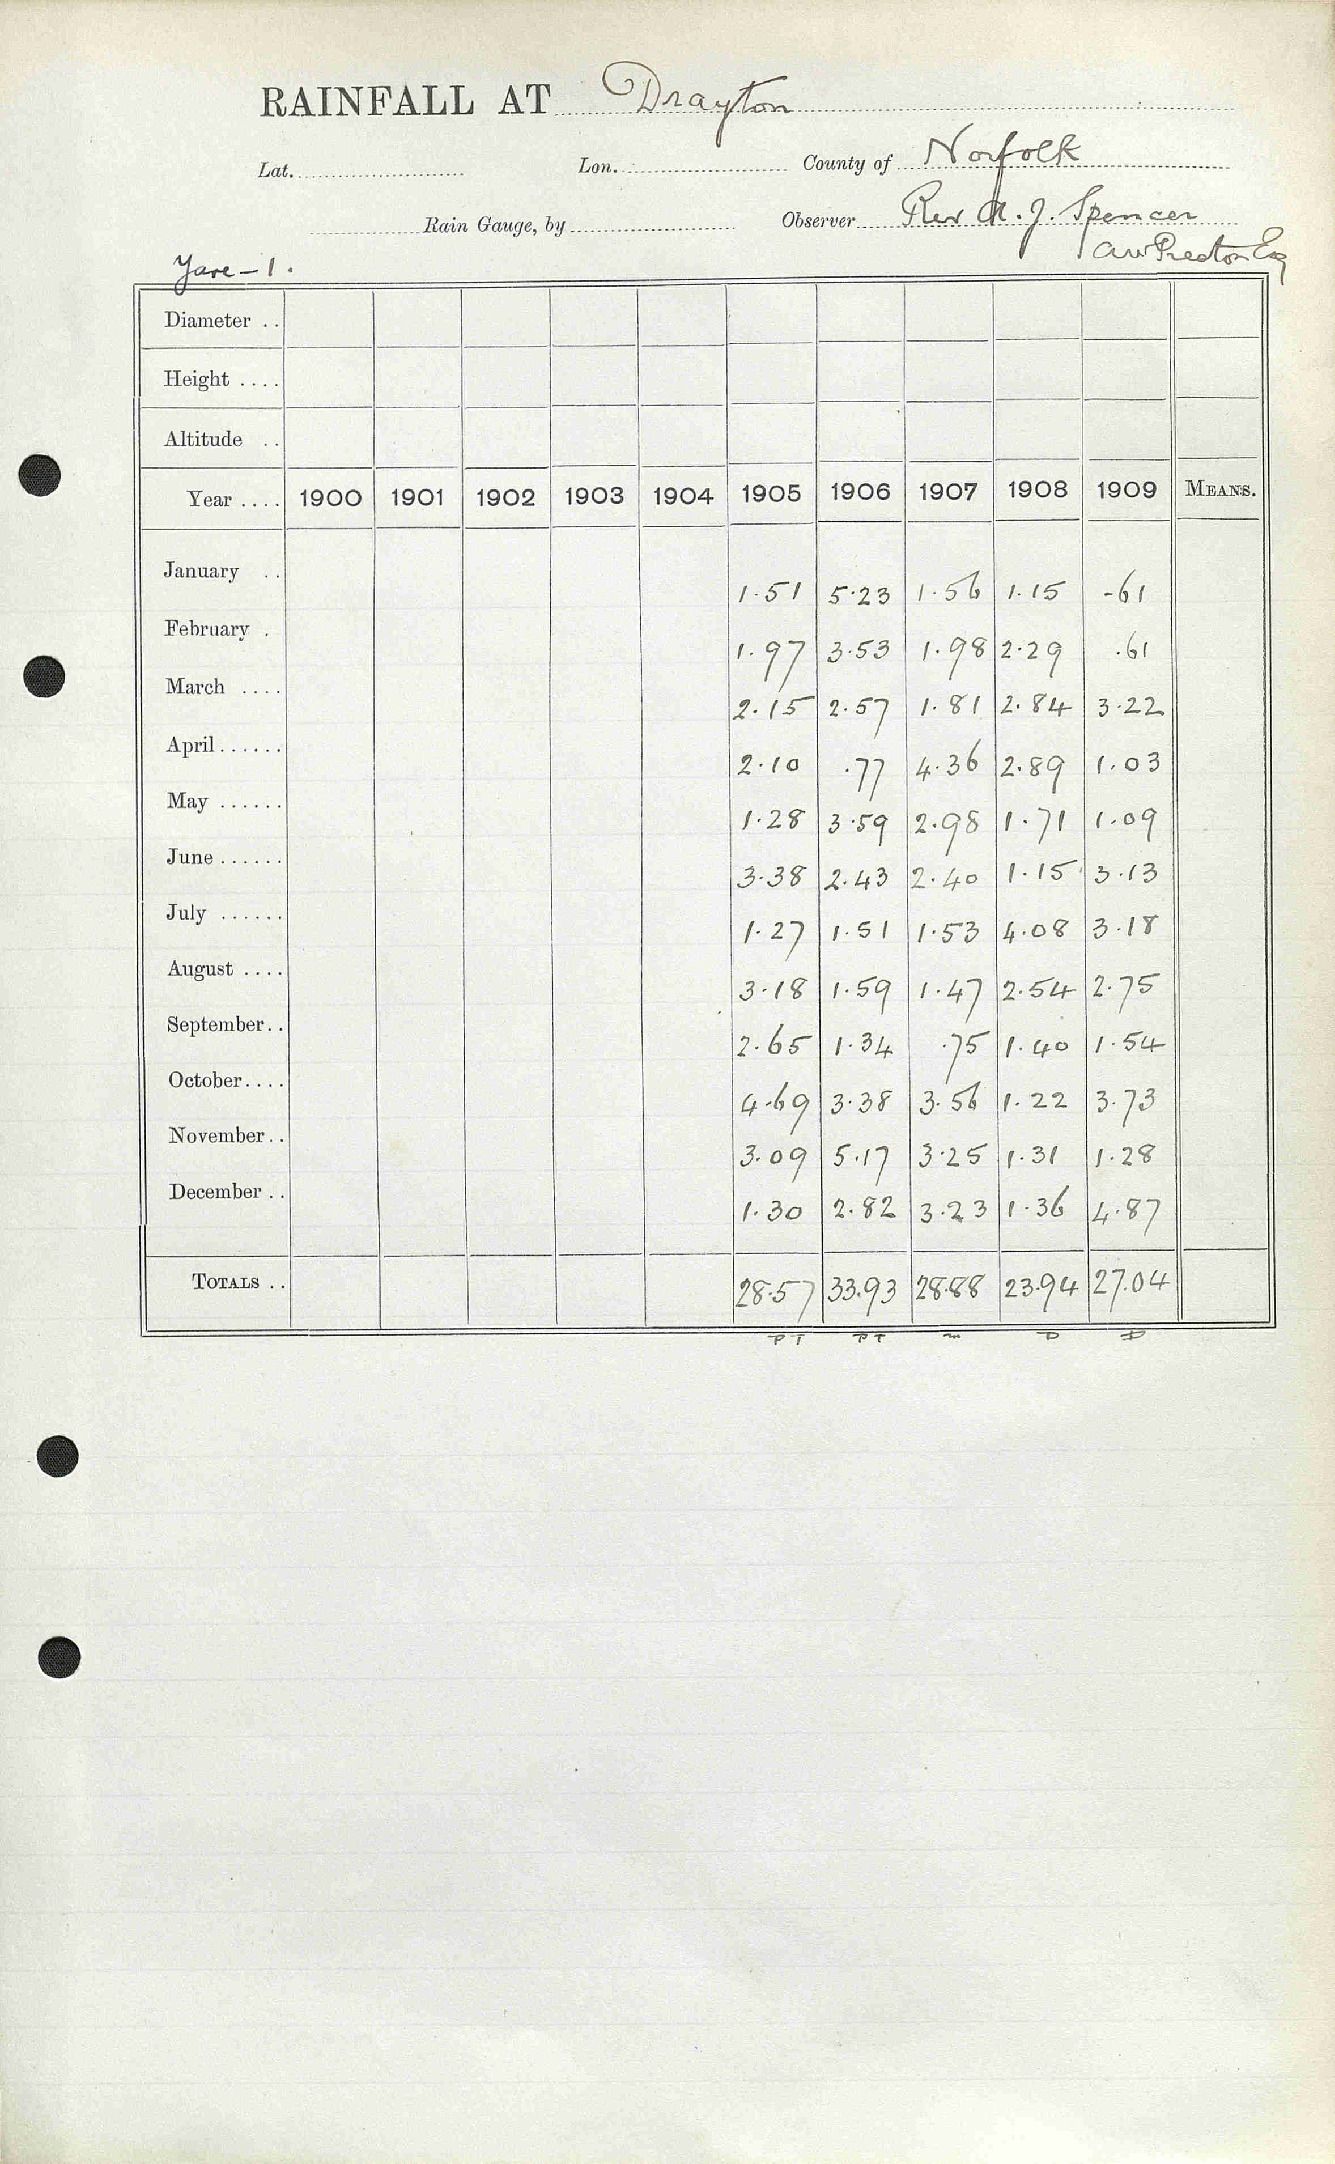 RAINFALL AT Drayton
Lat. Lon. County of Norfolk
Rain Gauge, by Observer Rev A. J. Spencer
AW Preston Esq
Yare - 1.
Diameter ..
Height ....
Altitude ..
Year .... 1900 1901 1902 1903 1904 1905 1906 1907 1908 1909 MEANS.
January .. 1.51 5.23 1.56 1.15 .61
February . 1.97 3.53 1.98 2.29 .61
March .... 2.15 2.57 1.81 2.84 3.22
April...... 2.10 .77 4.36 2.89 1.03
May ...... 1.28 3.59 2.98 1.71 1.09
June ...... 3.38 2.43 2.40 1.15 3.13
July ...... 1.27 1.51 1.53 4.08 3.18
August .... 3.18 1.59 1.47 2.54 2.75
September.. 2.65 1.34 .75 1.40 1.54
October.... 4.69 3.38 3.56 1.22 3.73
November.. 3.09 5.17 3.25 1.31 1.28
December .. 1.30 2.82 3.23 1.36 4.87
TOTALS .. 28.57 33.93 28.88 23.94 27.04
PT PT m D D